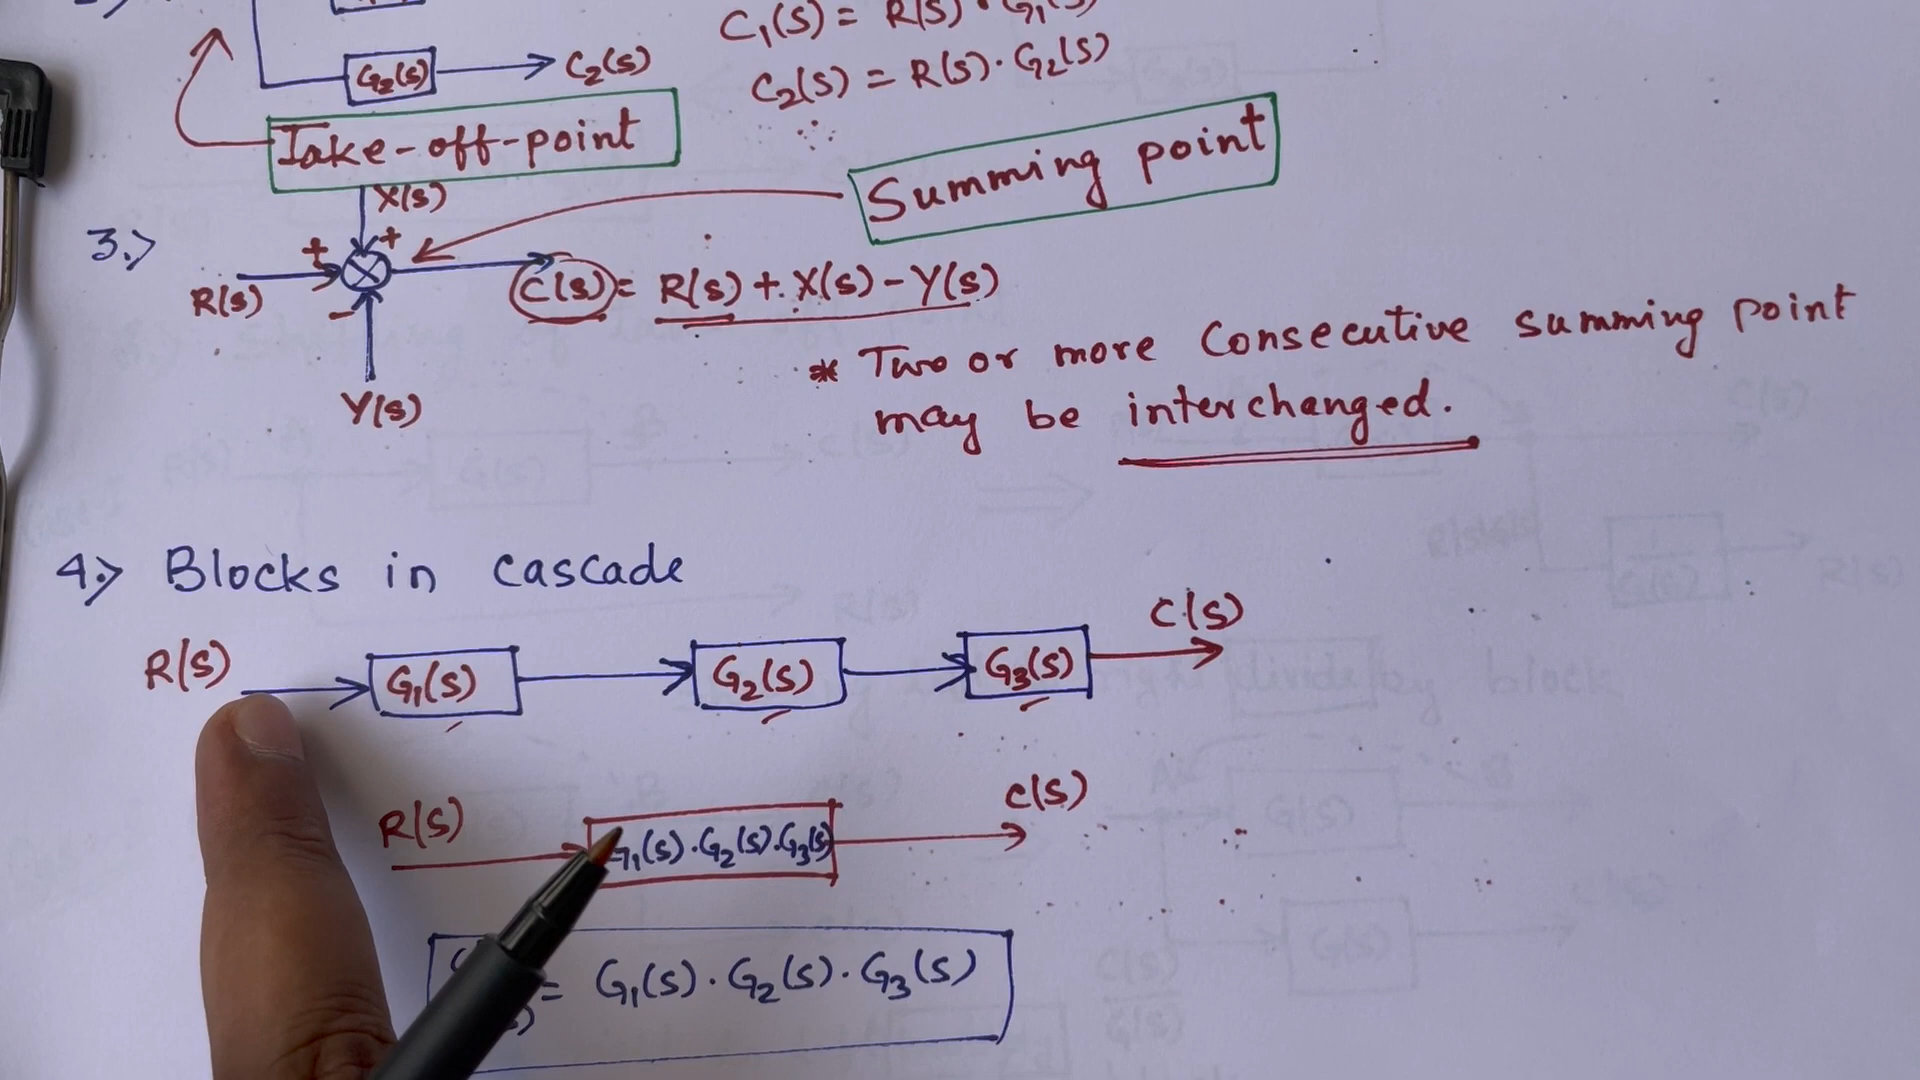 C₁(S) = R(S) · G₁(S)
G₂(S) C₂(S)
C₂(S) = R(S) · G₂(S)
Take-off-point
Summing point
X(S)
3.)
+ +
R(S) - C(S) = R(S) + X(S) - Y(S)
Y(S)
* Two or more Consecutive summing point
may be interchanged.
4.) Blocks in cascade
R(S) G₁(S) G₂(S) G₃(S) C(S)
R(S) G₁(S) · G₂(S) · G₃(S) C(S)
= G₁(S) · G₂(S) · G₃(S)